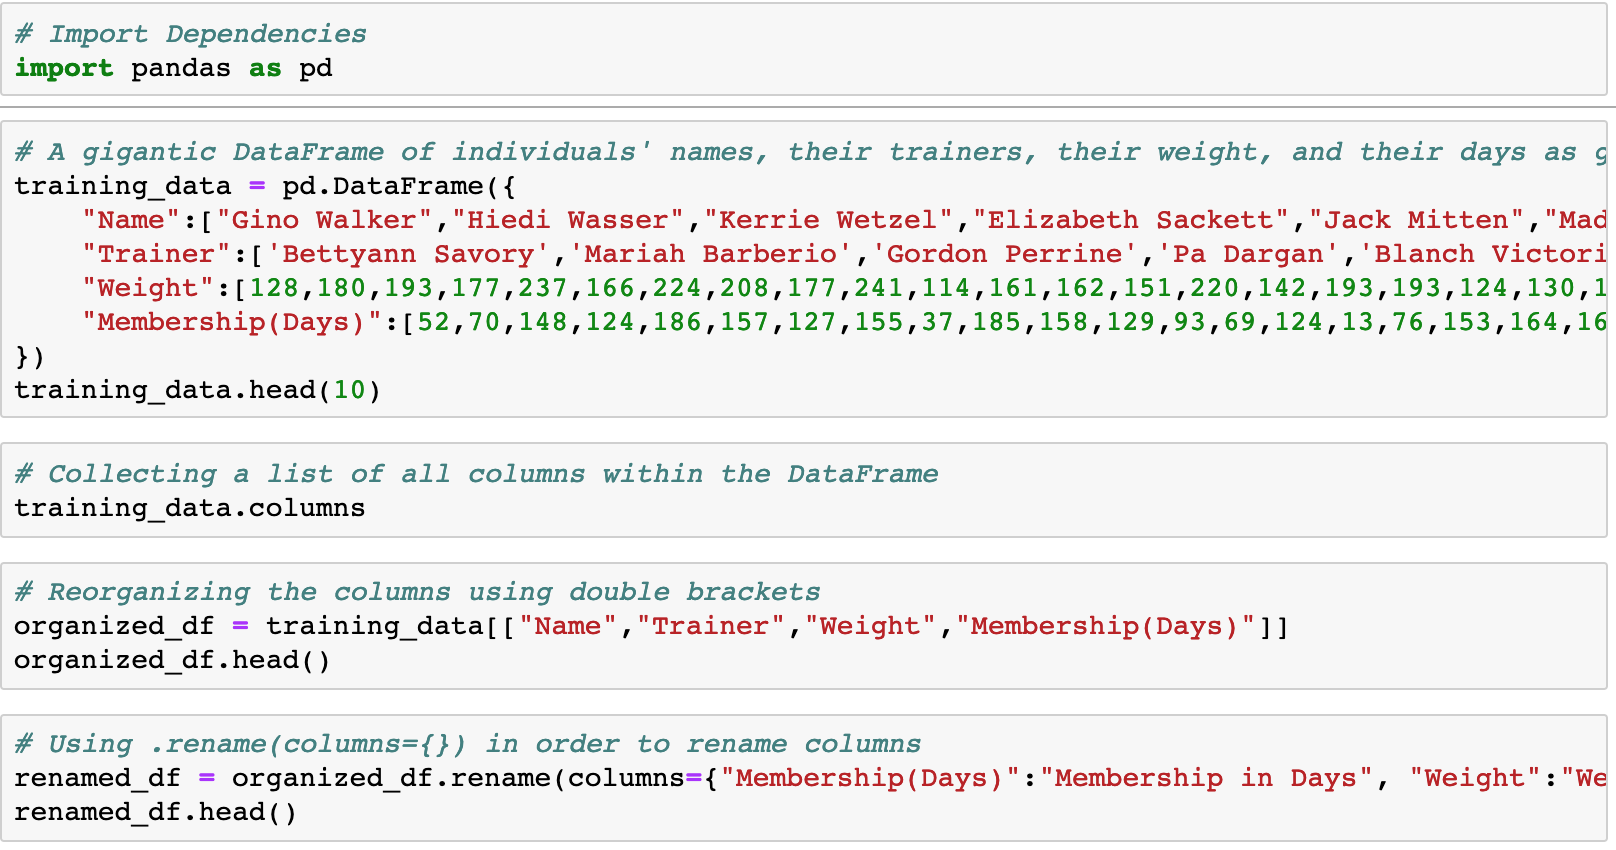 # Import Dependencies
import pandas as pd
# A gigantic DataFrame of individuals' names, their trainers, their weight, and their days as
training_data = pd.DataFrame({
"Name":["Gino Walker","Hiedi Wasser","Kerrie Wetzel","Elizabeth Sackett","Jack Mitten","Mad
"Trainer":['Bettyann Savory','Mariah Barberio','Gordon Perrine','Pa Dargan','Blanch Victori
"Weight":[128,180,193,177,237,166,224,208,177,241,114,161,162,151,220,142,193,193,124,130,1
"Membership(Days)":[52,70,148,124,186,157,127,155,37,185,158,129,93,69,124,13,76,153,164,16
})
training_data.head(10)
# Collecting a list of all columns within the DataFrame
training_data.columns
# Reorganizing the columns using double brackets
organized_df = training_data[["Name","Trainer","Weight","Membership(Days)"]]
organized_df.head()
# Using .rename(columns={}) in order to rename columns
renamed_df = organized_df.rename(columns={"Membership(Days)":"Membership in Days", "Weight":"We
renamed_df.head()